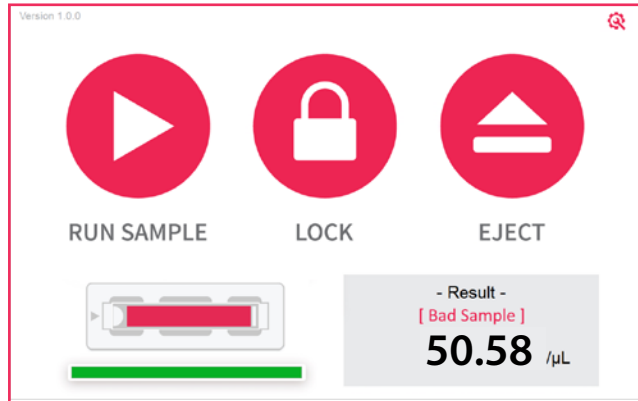 Version 1.0.0
RUN SAMPLE
LOCK
EJECT
- Result -
[ Bad Sample ]
50.58 /µL